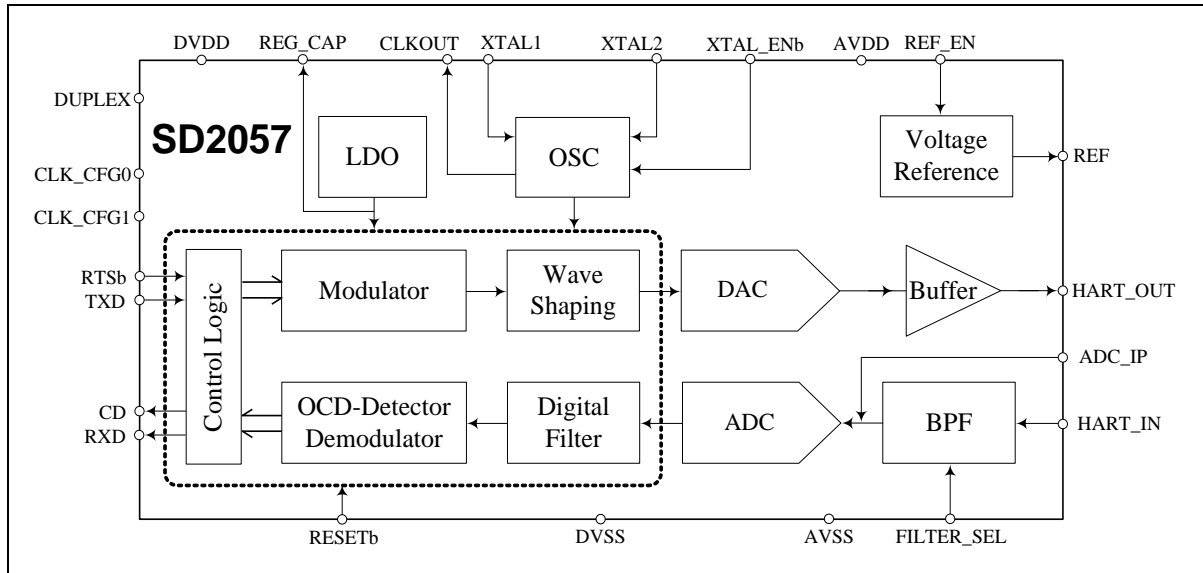 DVDD
REG_CAP
CLKOUT
XTAL1
XTAL2
XTAL_ENb
AVDD
REF_EN
DUPLEX
SD2057
LDO
OSC
Voltage
Reference
REF
CLK_CFG0
CLK_CFG1
RTSb
TXD
Control Logic
Modulator
Wave
Shaping
DAC
Buffer
HART_OUT
ADC_IP
CD
RXD
OCD-Detector
Demodulator
Digital
Filter
ADC
BPF
HART_IN
RESETb
DVSS
AVSS
FILTER_SEL